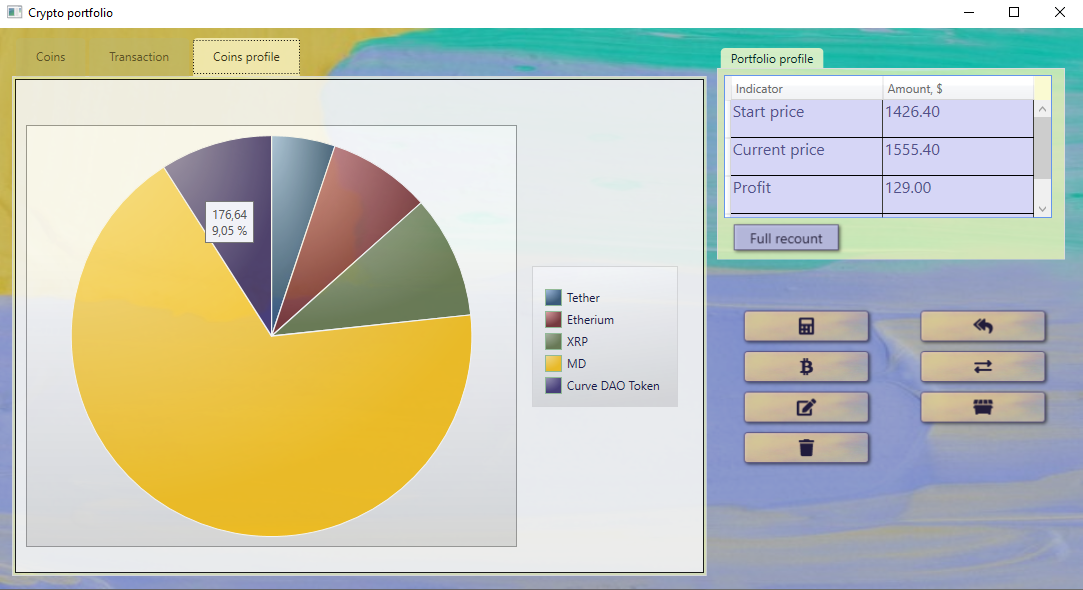 Crypto portfolio
Coins Transaction Coins profile
176,64
9,05 %
Tether
Etherium
XRP
MD
Curve DAO Token
Portfolio profile
Indicator Amount, $
Start price 1426.40
Current price 1555.40
Profit 129.00
Full recount